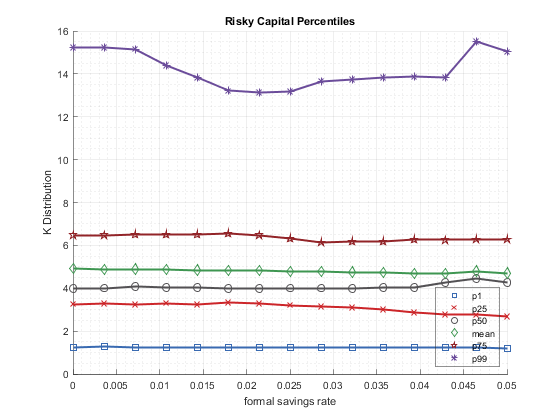 Risky Capital Percentiles
16
14
12
10
8
6
4
2
0
K Distribution
p1
p25
p50
mean
p75
p99
0 0.005 0.01 0.015 0.02 0.025 0.03 0.035 0.04 0.045 0.05
formal savings rate